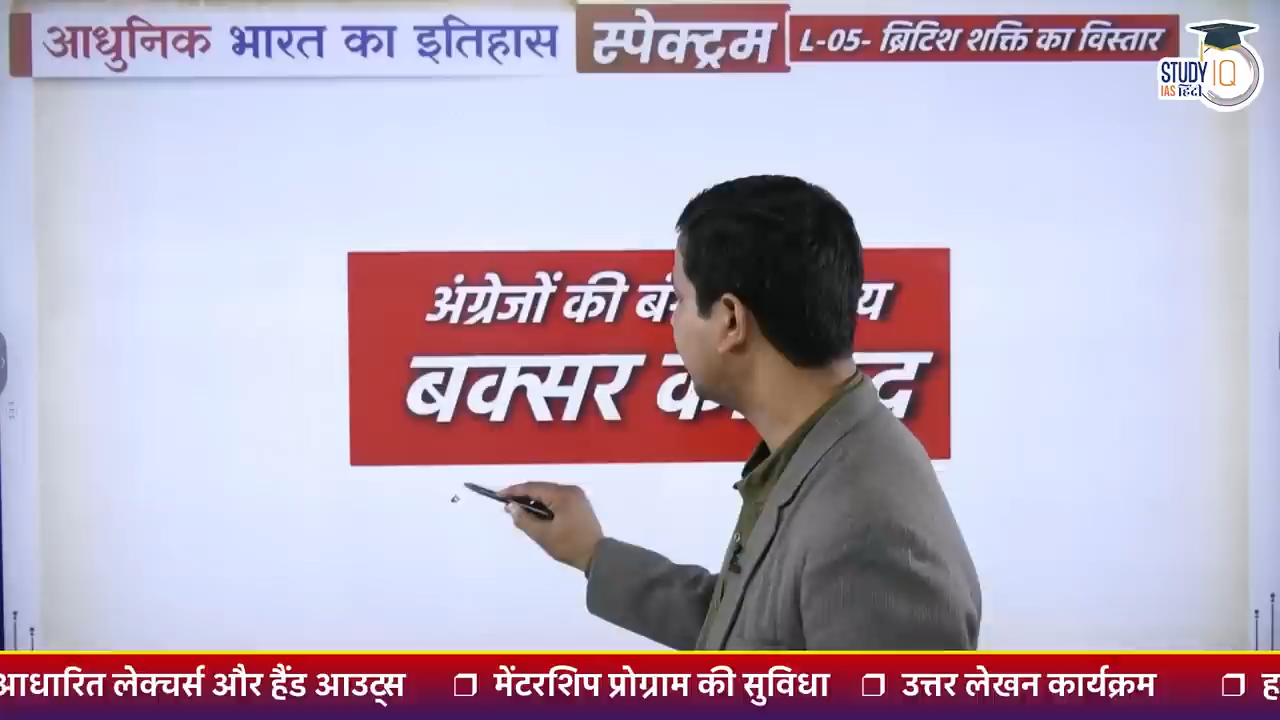 आधुनिक भारत का इतिहास स्पेक्ट्रम L-05- ब्रिटिश शक्ति का विस्तार
STUDY IQ
IAS हिंदी
अंग्रेजों की
बक्सर
आधारित लेक्चर्स और हैंड आउट्स ❐ मेंटरशिप प्रोग्राम की सुविधा ❐ उत्तर लेखन कार्यक्रम ❐